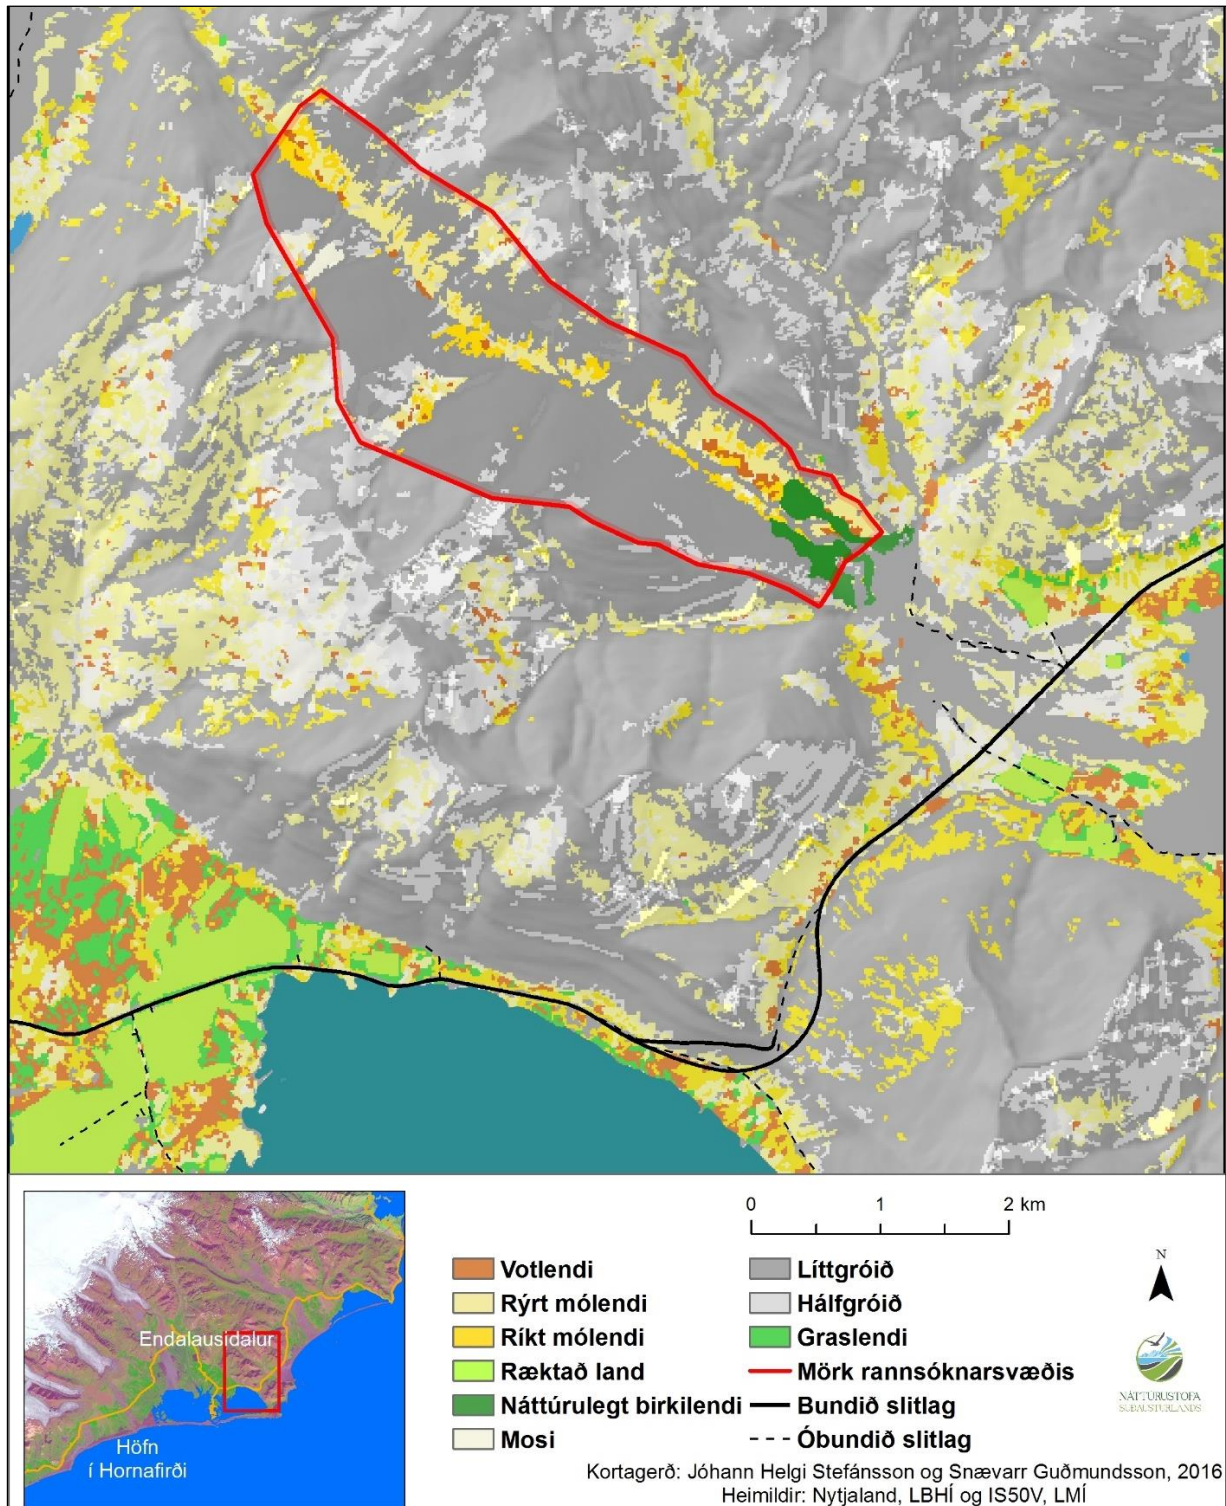 Endalausidalur
Höfn
í Hornafirði
0 1 2 km
Votlendi
Rýrt mólendi
Ríkt mólendi
Ræktað land
Náttúrulegt birkilendi
Mosi
Líttgróið
Hálfgróið
Graslendi
Mörk rannsóknarsvæðis
Bundið slitlag
Óbundið slitlag
N
NÁTTÚRUSTOFA
SUÐAUSTURLANDS
Kortagerð: Jóhann Helgi Stefánsson og Snævarr Guðmundsson, 2016
Heimildir: Nytjaland, LBHÍ og IS50V, LMÍ